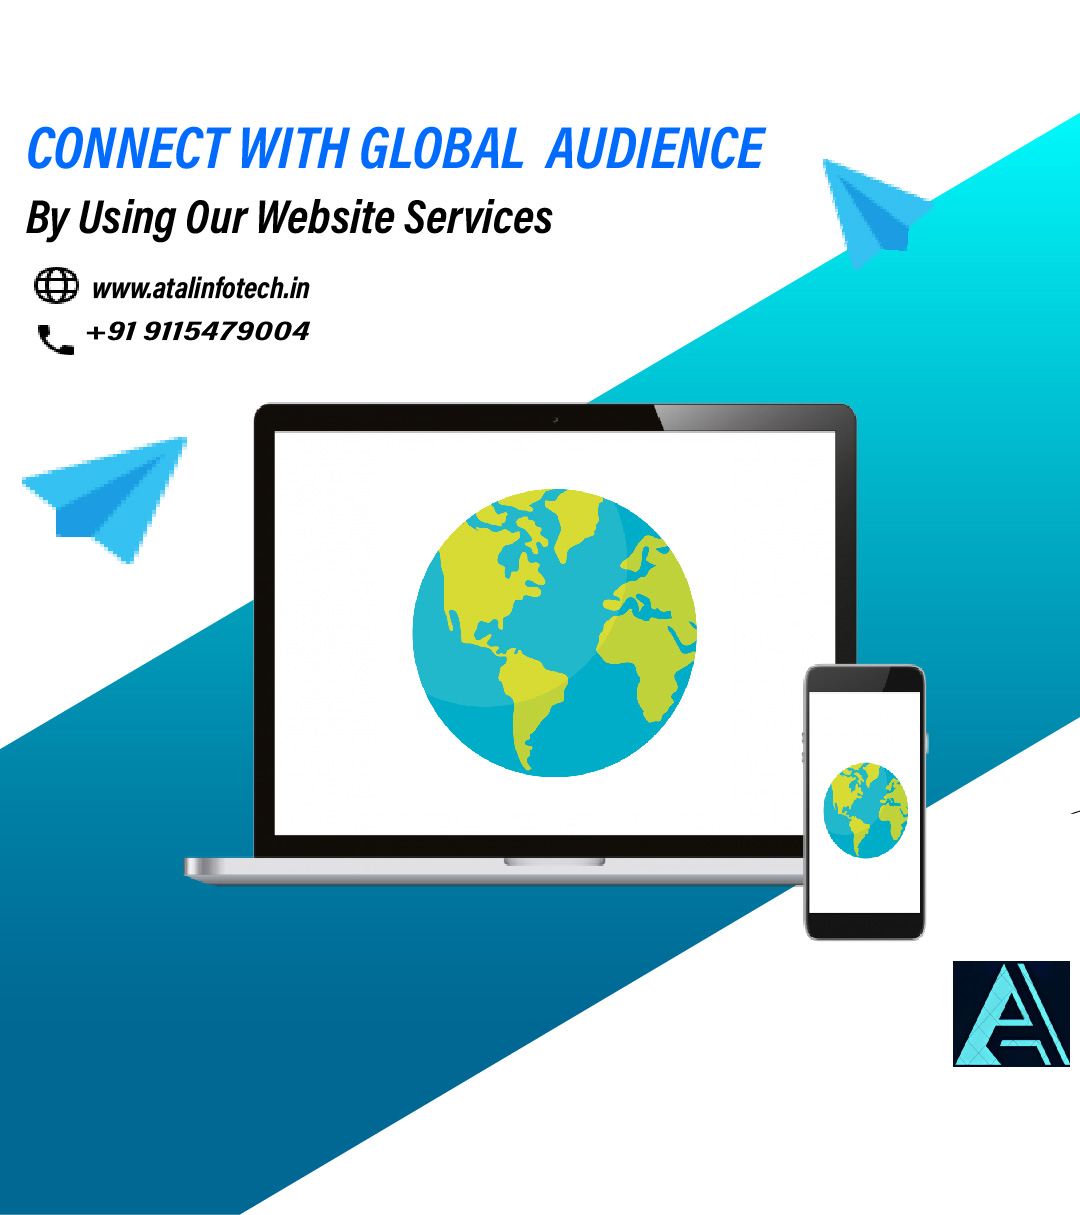 CONNECT WITH GLOBAL AUDIENCE
By Using Our Website Services
www.atalinfotech.in
+91 9115479004